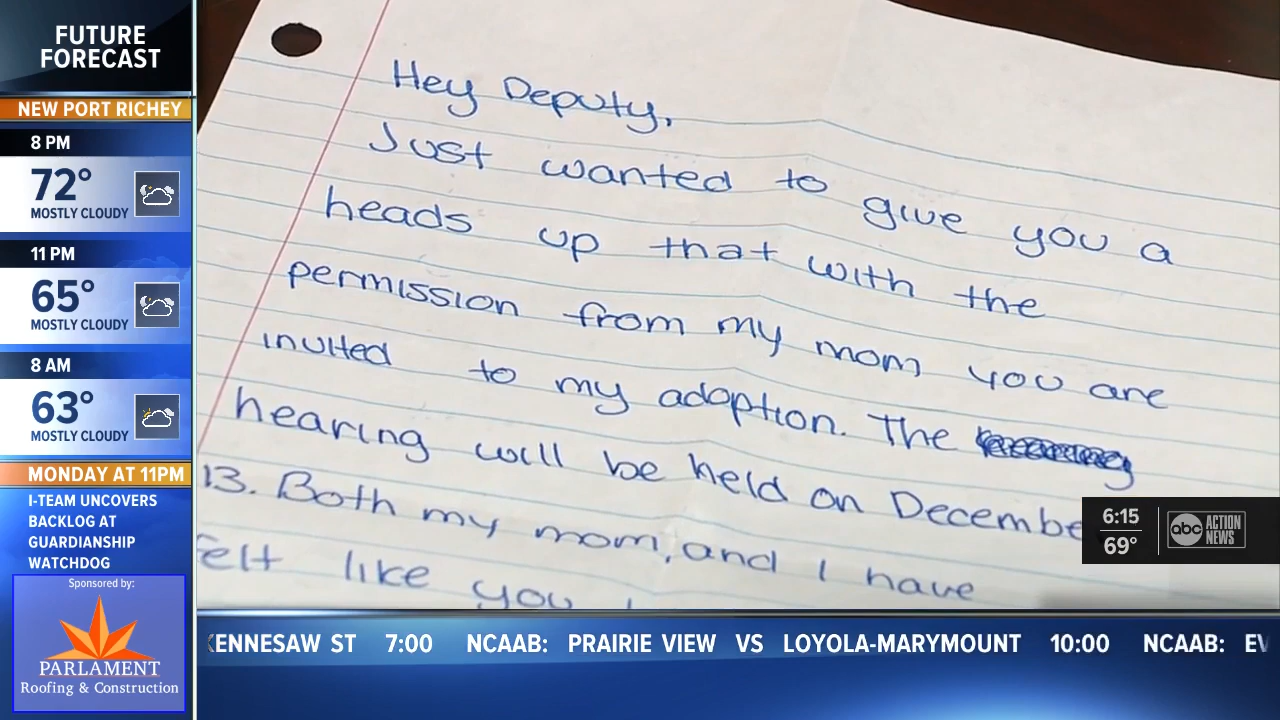 FUTURE
FORECAST
NEW PORT RICHEY
8 PM
72°
MOSTLY CLOUDY
11 PM
65°
MOSTLY CLOUDY
8 AM
63°
MOSTLY CLOUDY
MONDAY AT 11PM
I-TEAM UNCOVERS
BACKLOG AT
GUARDIANSHIP
WATCHDOG
Sponsored by:
PARLAMENT
Roofing & Construction
Hey Deputy,
Just wanted to give you a
heads up that with the
permission from my mom you are
invited to my adoption. The
hearing will be held on Decembe
13. Both my mom, and I have
felt like you
6:15
69°
abc ACTION
NEWS
KENNESAW ST 7:00 NCAAB: PRAIRIE VIEW VS LOYOLA-MARYMOUNT 10:00 NCAAB: EV